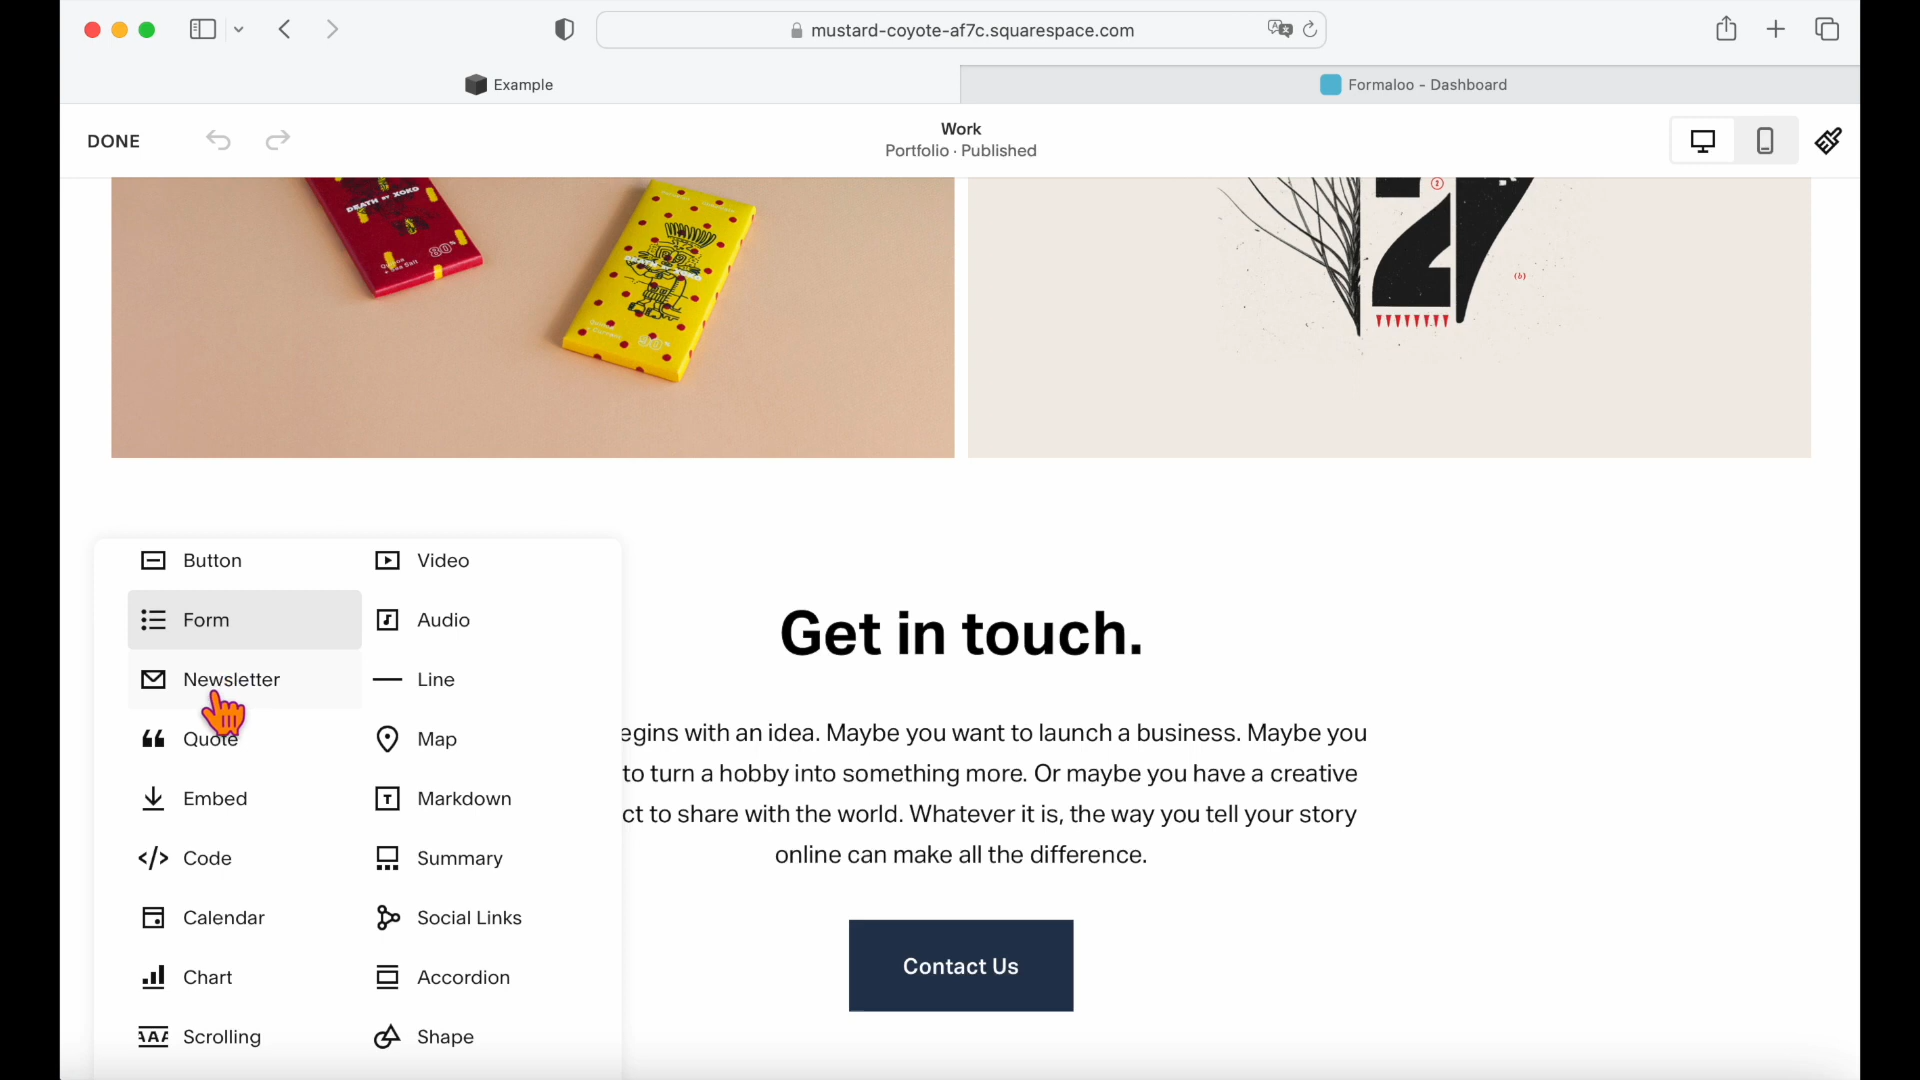 mustard-coyote-af7c.squarespace.com
Example
Formaloo - Dashboard
DONE
Work
Portfolio · Published
DEATH BY XOKO
80%
Button
Video
Form
Audio
Newsletter
Line
Quote
Map
Embed
Markdown
Code
Summary
Calendar
Social Links
Chart
Accordion
Scrolling
Shape
Get in touch.
egins with an idea. Maybe you want to launch a business. Maybe you
to turn a hobby into something more. Or maybe you have a creative
ct to share with the world. Whatever it is, the way you tell your story
online can make all the difference.
Contact Us